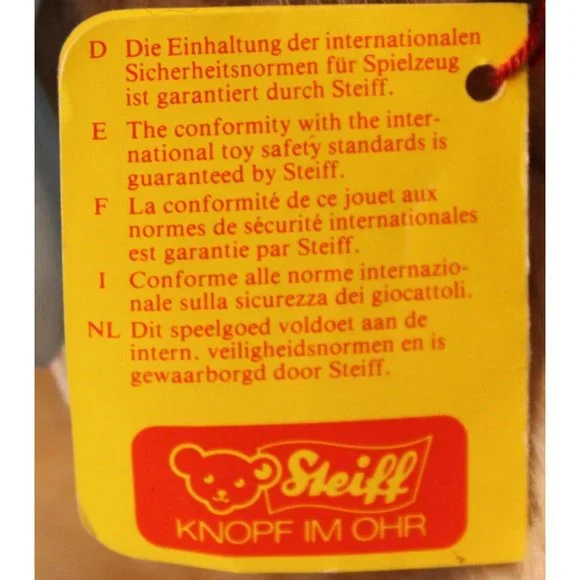 D Die Einhaltung der internationalen
Sicherheitsnormen für Spielzeug
ist garantiert durch Steiff.
E The conformity with the inter-
national toy safety standards is
guaranteed by Steiff.
F La conformité de ce jouet aux
normes de sécurité internationales
est garantie par Steiff.
I Conforme alle norme internazio-
nale sulla sicurezza dei giocattoli.
NL Dit speelgoed voldoet aan de
intern. veiligheidsnormen en is
gewaarborgd door Steiff.
Steiff
KNOPF IM OHR